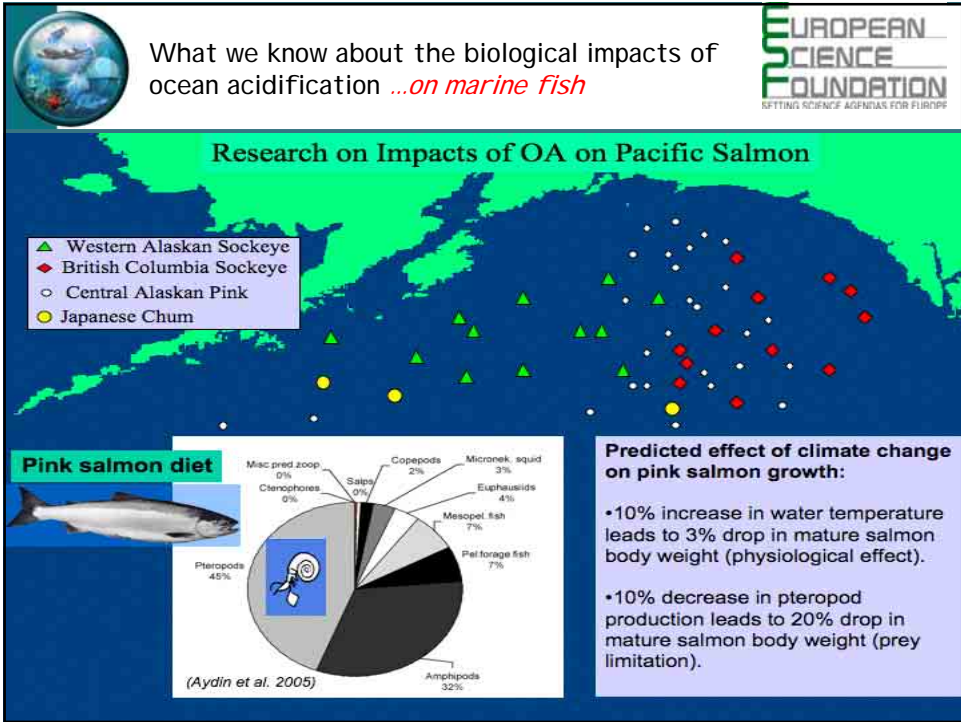 What we know about the biological impacts of
ocean acidification ...on marine fish
EUROPEAN
SCIENCE
FOUNDATION
SETTING SCIENCE AGENDAS FOR EUROPE
Research on Impacts of OA on Pacific Salmon
Western Alaskan Sockeye
British Columbia Sockeye
Central Alaskan Pink
Japanese Chum
Pink salmon diet
Misc pred zoop.
0%
Ctenophores
0%
Salps
0%
Copepods
2%
Micronek. squid
3%
Euphausiids
4%
Mesopel. fish
7%
Pel.forage fish
7%
Pteropods
45%
Amphipods
32%
(Aydin et al. 2005)
Predicted effect of climate change
on pink salmon growth:
•10% increase in water temperature
leads to 3% drop in mature salmon
body weight (physiological effect).
•10% decrease in pteropod
production leads to 20% drop in
mature salmon body weight (prey
limitation).